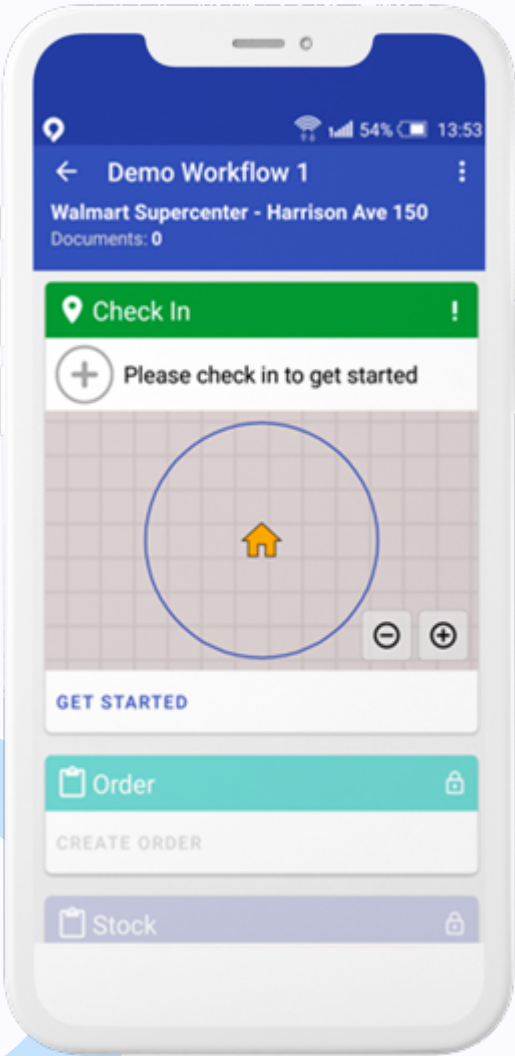 54% 13:53
Demo Workflow 1
Walmart Supercenter - Harrison Ave 150
Documents: 0
Check In
Please check in to get started
GET STARTED
Order
CREATE ORDER
Stock